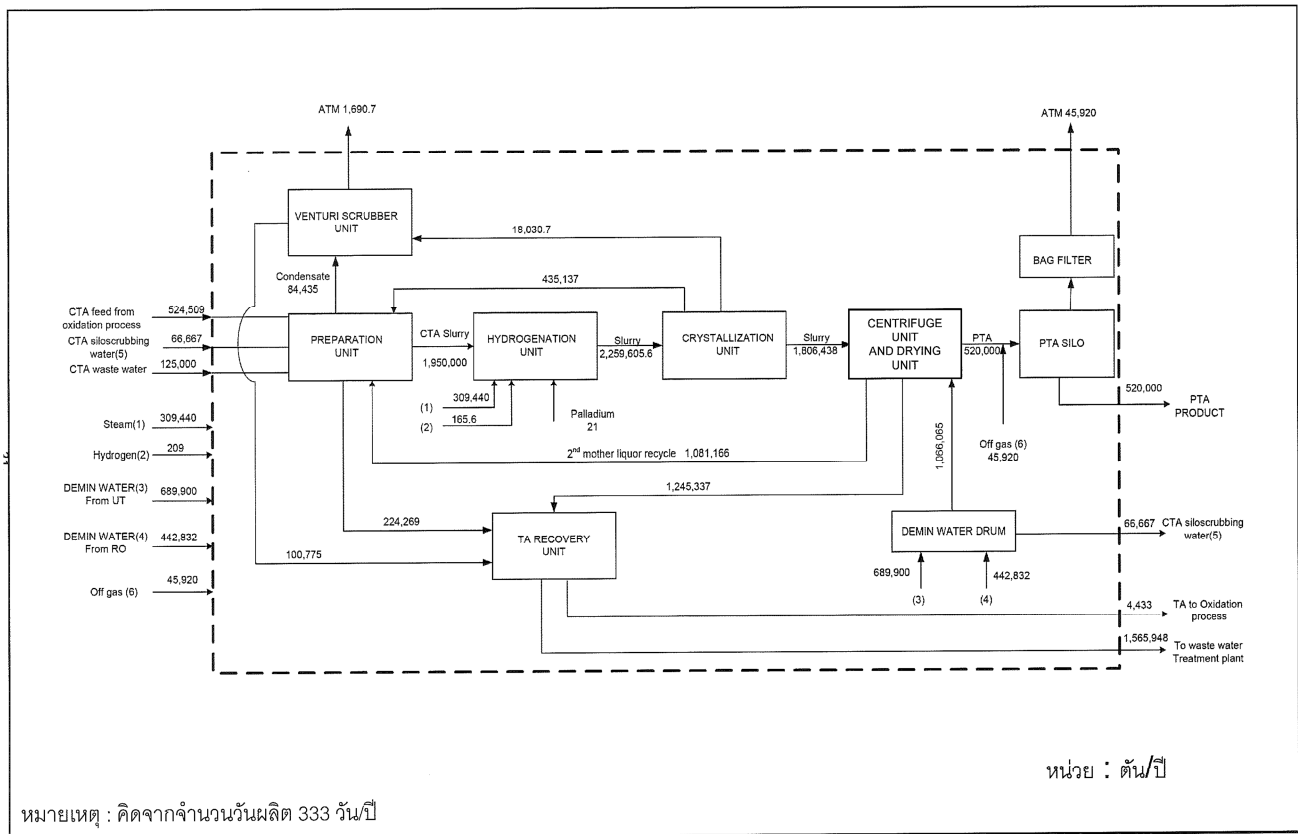 ATM 1,690.7
ATM 45,920
VENTURI SCRUBBER
UNIT
18,030.7
BAG FILTER
Condensate
84,435
435,137
CTA feed from
oxidation process
524,509
CTA siloscrubbing
water(5)
66,667
CTA waste water
125,000
PREPARATION
UNIT
CTA Slurry
1,950,000
HYDROGENATION
UNIT
Slurry
2,259,605.6
CRYSTALLIZATION
UNIT
Slurry
1,806,438
CENTRIFUGE
UNIT
AND DRYING
UNIT
PTA
520,000
PTA SILO
(1)
309,440
(2)
165.6
Palladium
21
520,000
PTA
PRODUCT
Steam(1)
309,440
Hydrogen(2)
209
2nd mother liquor recycle 1,081,166
1,066,065
Off gas (6)
45,920
DEMIN WATER(3)
From UT
689,900
1,245,337
224,269
TA RECOVERY
UNIT
DEMIN WATER DRUM
66,667
CTA siloscrubbing
water(5)
DEMIN WATER(4)
From RO
442,832
100,775
689,900
442,832
(3)
(4)
Off gas (6)
45,920
4,433
TA to Oxidation
process
1,565,948
To waste water
Treatment plant
หน่วย : ตัน/ปี
หมายเหตุ : คิดจากจำนวนวันผลิต 333 วัน/ปี